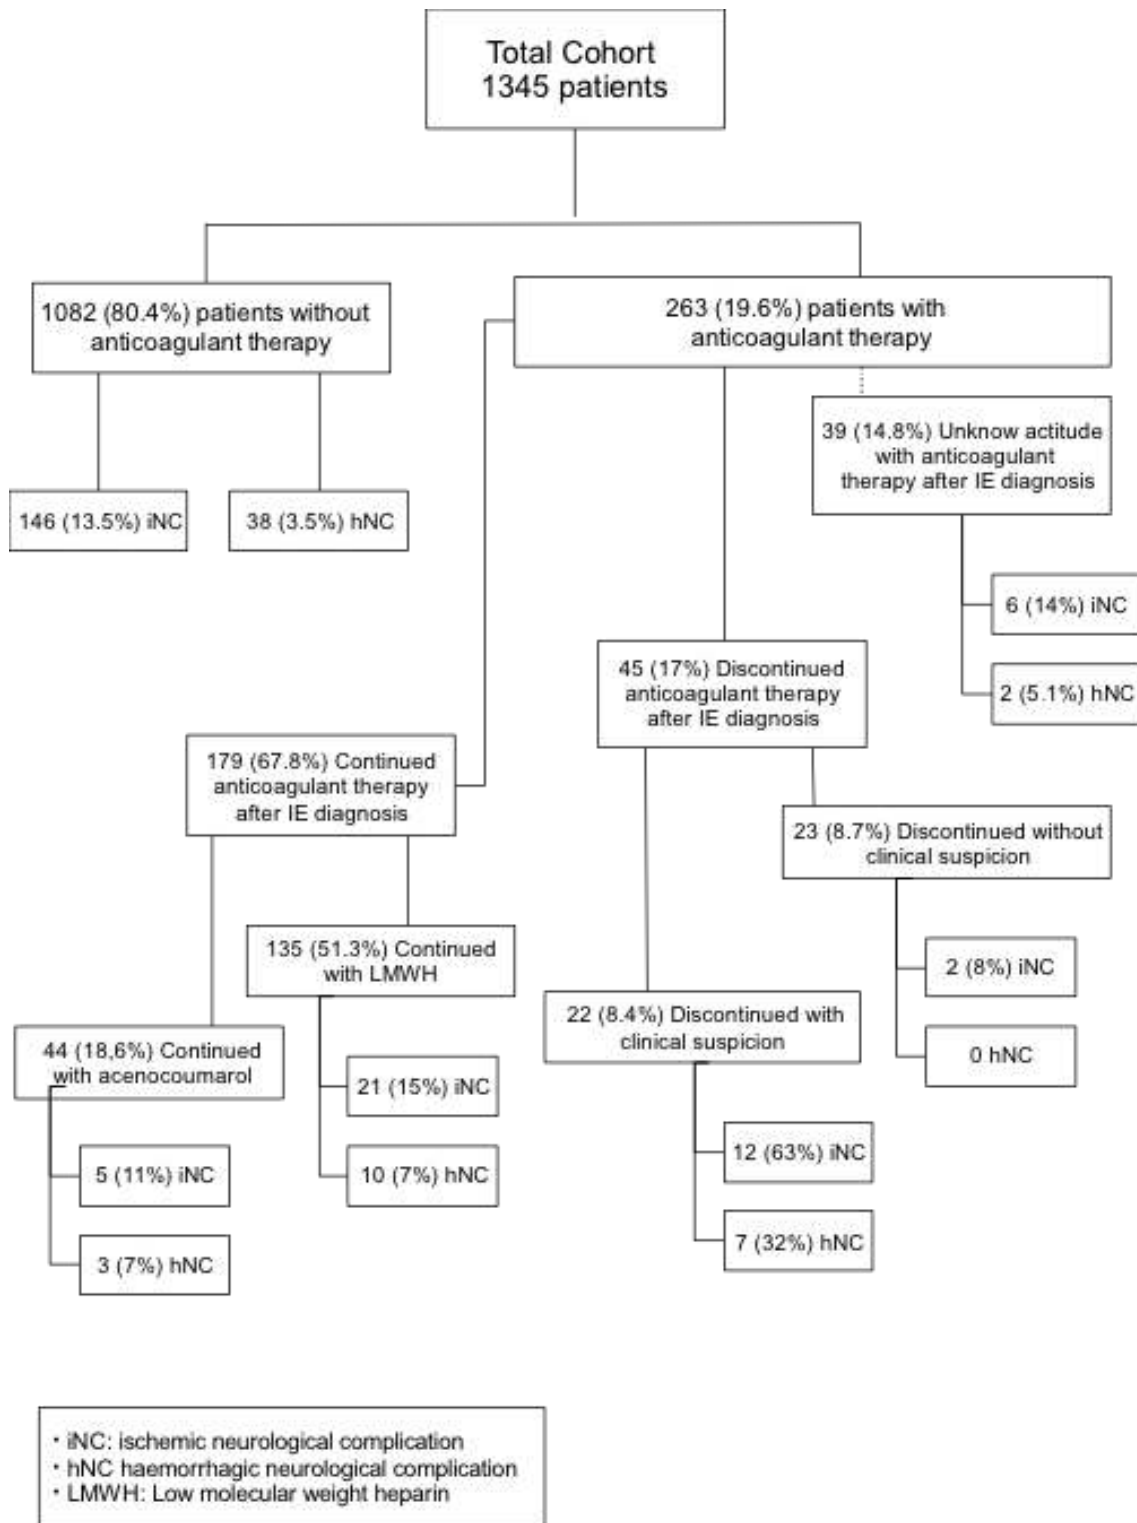 Total Cohort
1345 patients
1082 (80.4%) patients without
anticoagulant therapy
263 (19.6%) patients with
anticoagulant therapy
39 (14.8%) Unknow actitude
with anticoagulant
therapy after IE diagnosis
146 (13.5%) iNC
38 (3.5%) hNC
6 (14%) iNC
2 (5.1%) hNC
45 (17%) Discontinued
anticoagulant therapy
after IE diagnosis
179 (67.8%) Continued
anticoagulant therapy
after IE diagnosis
23 (8.7%) Discontinued without
clinical suspicion
135 (51.3%) Continued
with LMWH
2 (8%) iNC
22 (8.4%) Discontinued with
clinical suspicion
0 hNC
44 (18,6%) Continued
with acenocoumarol
21 (15%) iNC
12 (63%) iNC
5 (11%) iNC
10 (7%) hNC
7 (32%) hNC
3 (7%) hNC
· iNC: ischemic neurological complication
· hNC haemorrhagic neurological complication
· LMWH: Low molecular weight heparin